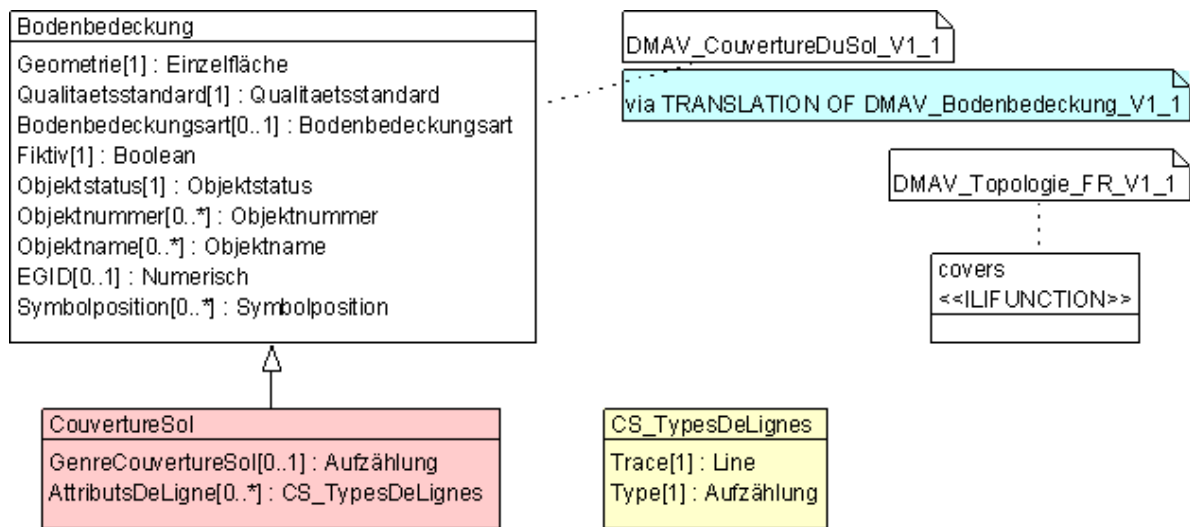 Bodenbedeckung
Geometrie[1] : Einzelfläche
Qualitaetsstandard[1] : Qualitaetsstandard
Bodenbedeckungsart[0..1] : Bodenbedeckungsart
Fiktiv[1] : Boolean
Objektstatus[1] : Objektstatus
Objektnummer[0..*] : Objektnummer
Objektname[0..*] : Objektname
EGID[0..1] : Numerisch
Symbolposition[0..*] : Symbolposition
DMAV_CouvertureDuSol_V1_1
via TRANSLATION OF DMAV_Bodenbedeckung_V1_1
DMAV_Topologie_FR_V1_1
covers
<<ILIFUNCTION>>
CouvertureSol
GenreCouvertureSol[0..1] : Aufzählung
AttributsDeLigne[0..*] : CS_TypesDeLignes
CS_TypesDeLignes
Trace[1] : Line
Type[1] : Aufzählung